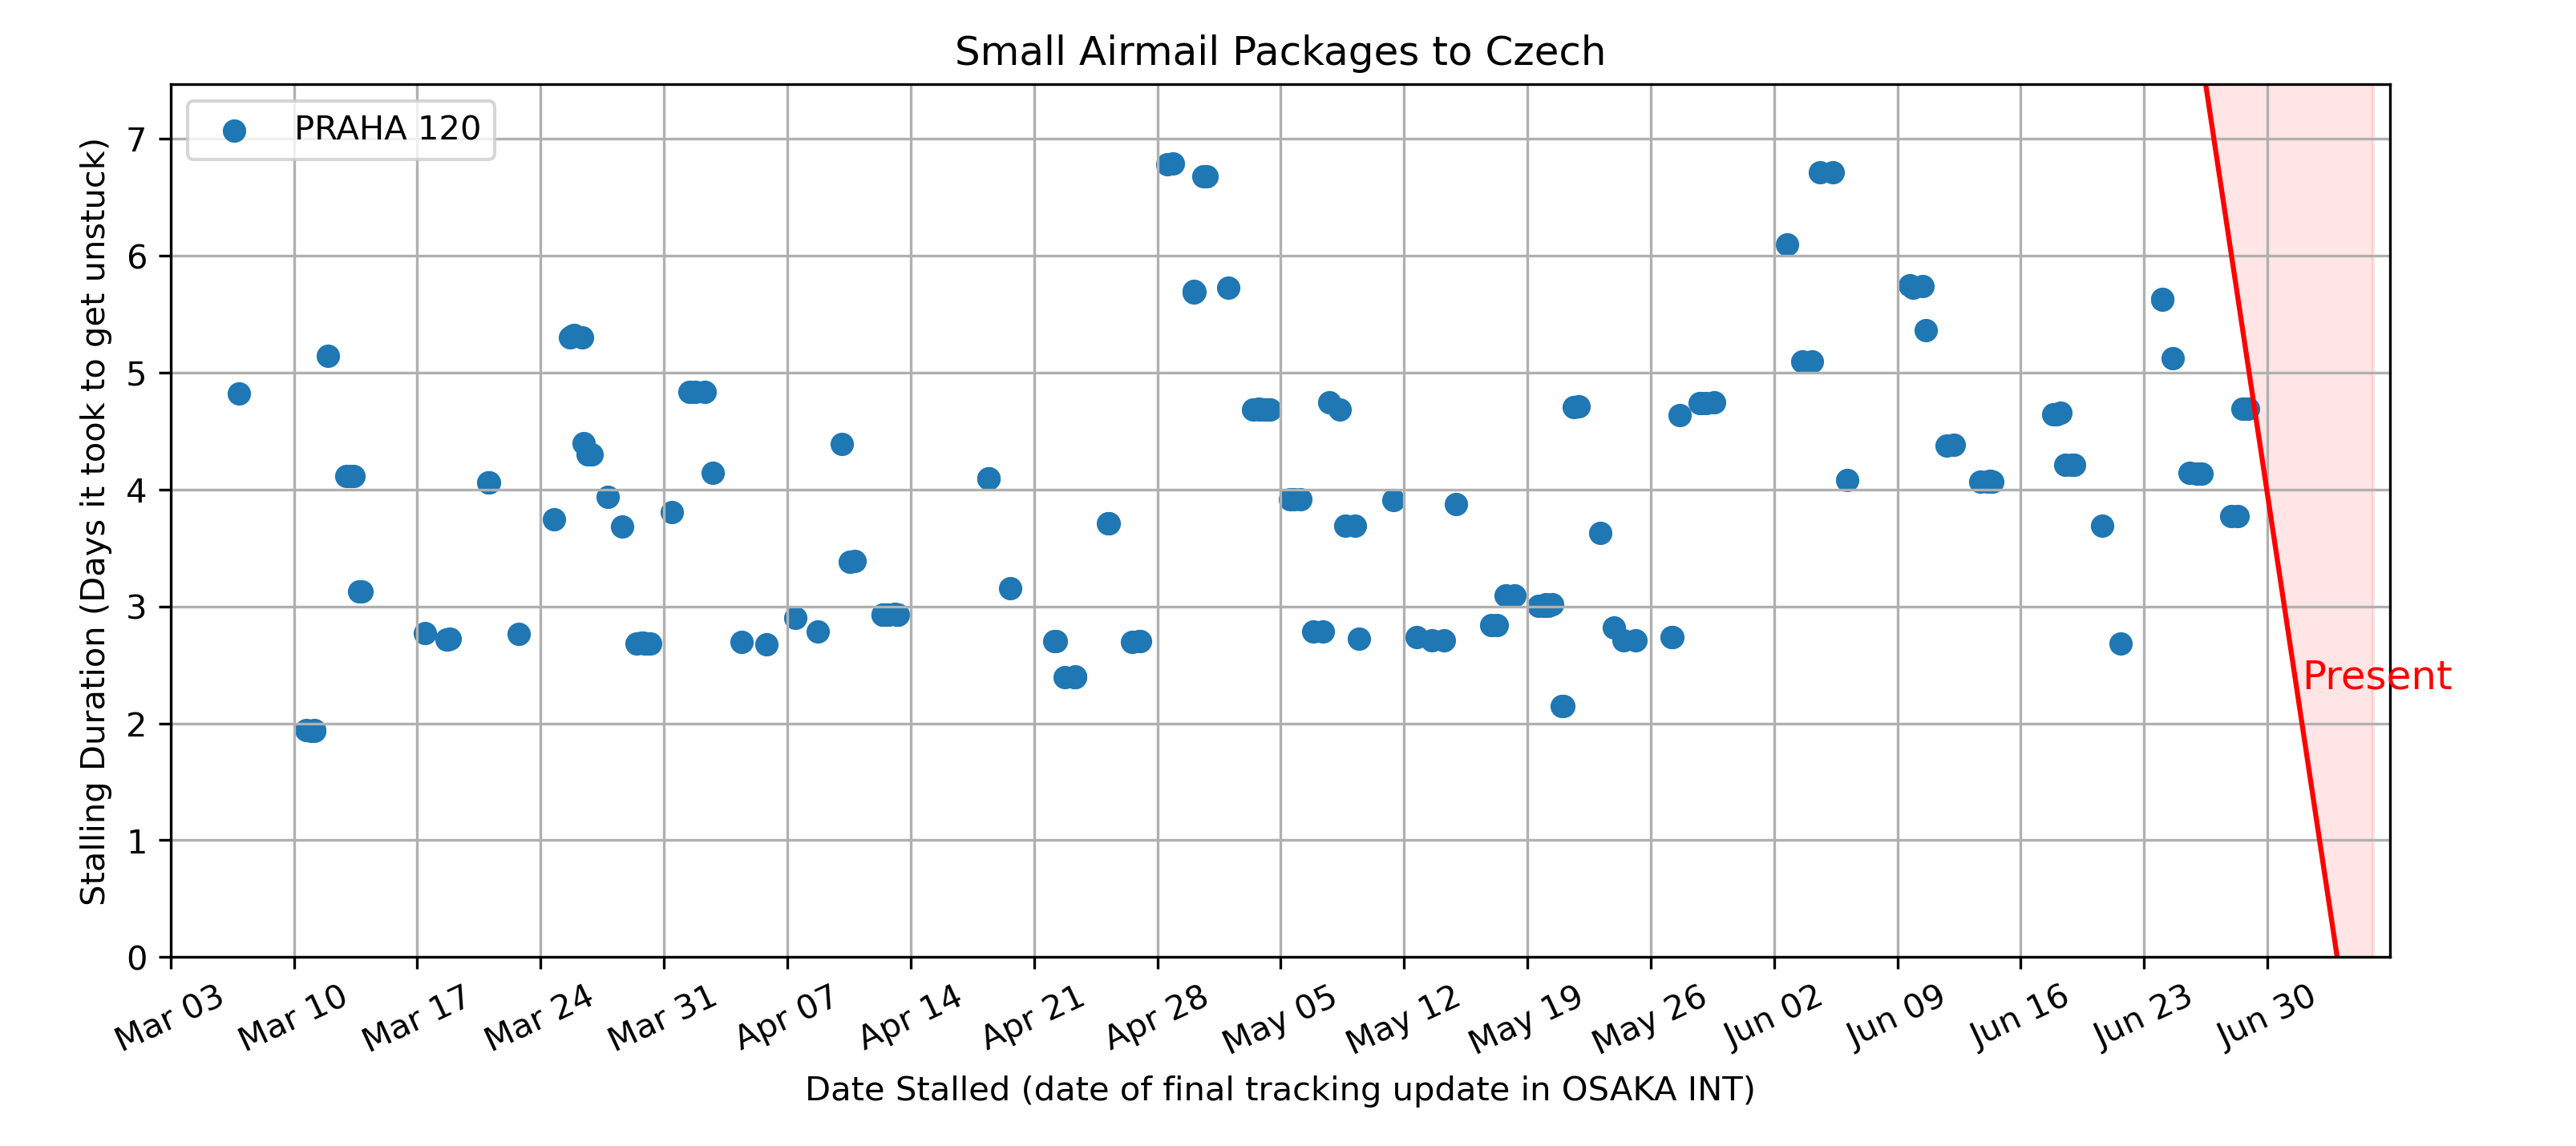 Small Airmail Packages to Czech
PRAHA 120
Stalling Duration (Days it took to get unstuck)
7
6
5
4
3
2
1
0
Present
Mar 03
Mar 10
Mar 17
Mar 24
Mar 31
Apr 07
Apr 14
Apr 21
Apr 28
May 05
May 12
May 19
May 26
Jun 02
Jun 09
Jun 16
Jun 23
Jun 30
Date Stalled (date of final tracking update in OSAKA INT)